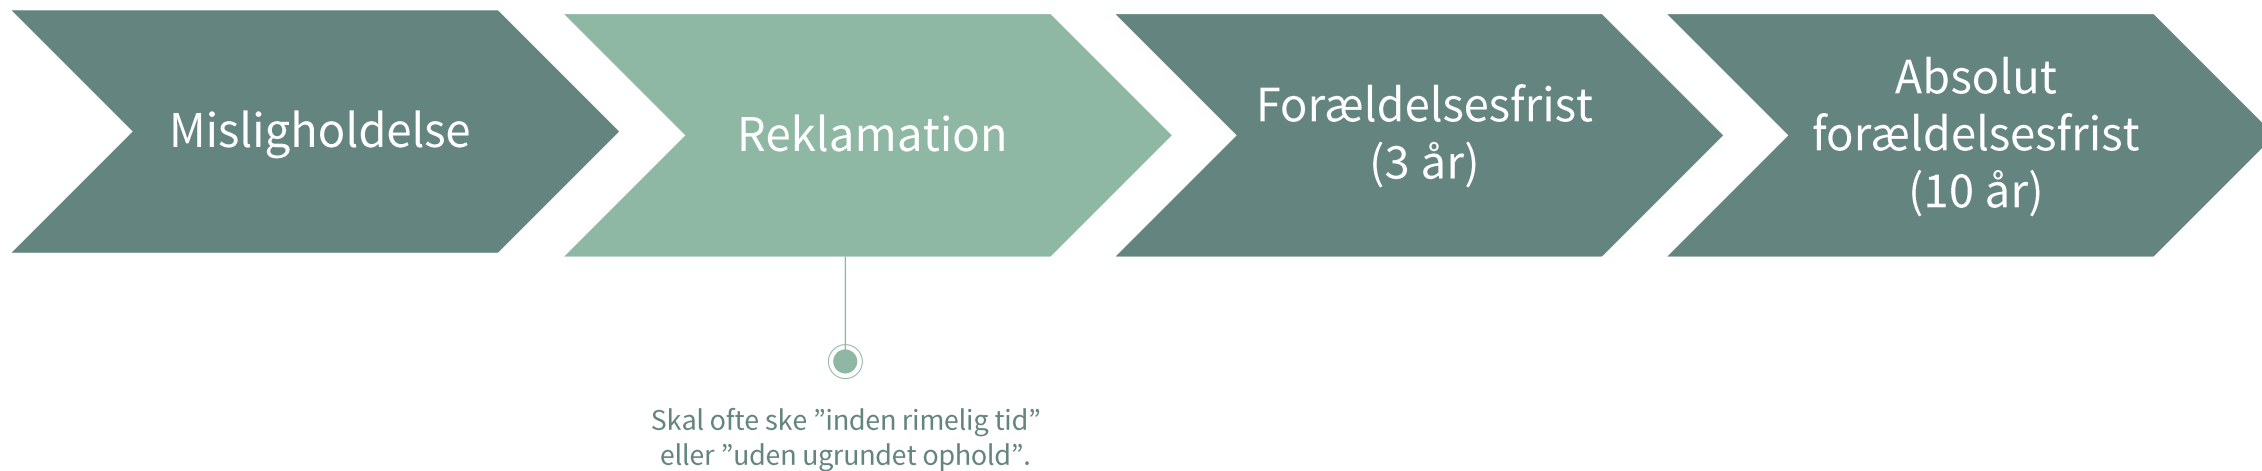 Misligholdelse
Reklamation
Forældelsesfrist
(3 år)
Absolut
forældelsesfrist
(10 år)
Skal ofte ske ”inden rimelig tid”
eller ”uden ugrundet ophold”.